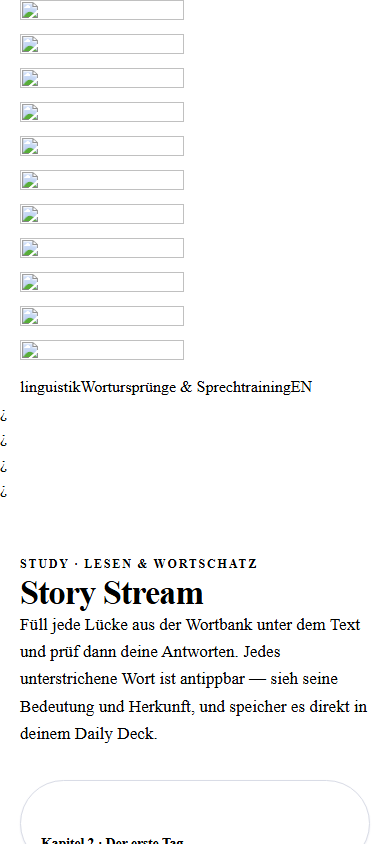 linguistikWortursprünge & SprechtrainingEN
¿
¿
¿
¿
STUDY · LESEN & WORTSCHATZ
Story Stream
Füll jede Lücke aus der Wortbank unter dem Text
und prüf dann deine Antworten. Jedes
unterstrichene Wort ist antippbar — sieh seine
Bedeutung und Herkunft, und speicher es direkt in
deinem Daily Deck.
Kapitel 2 · Der erste Tag